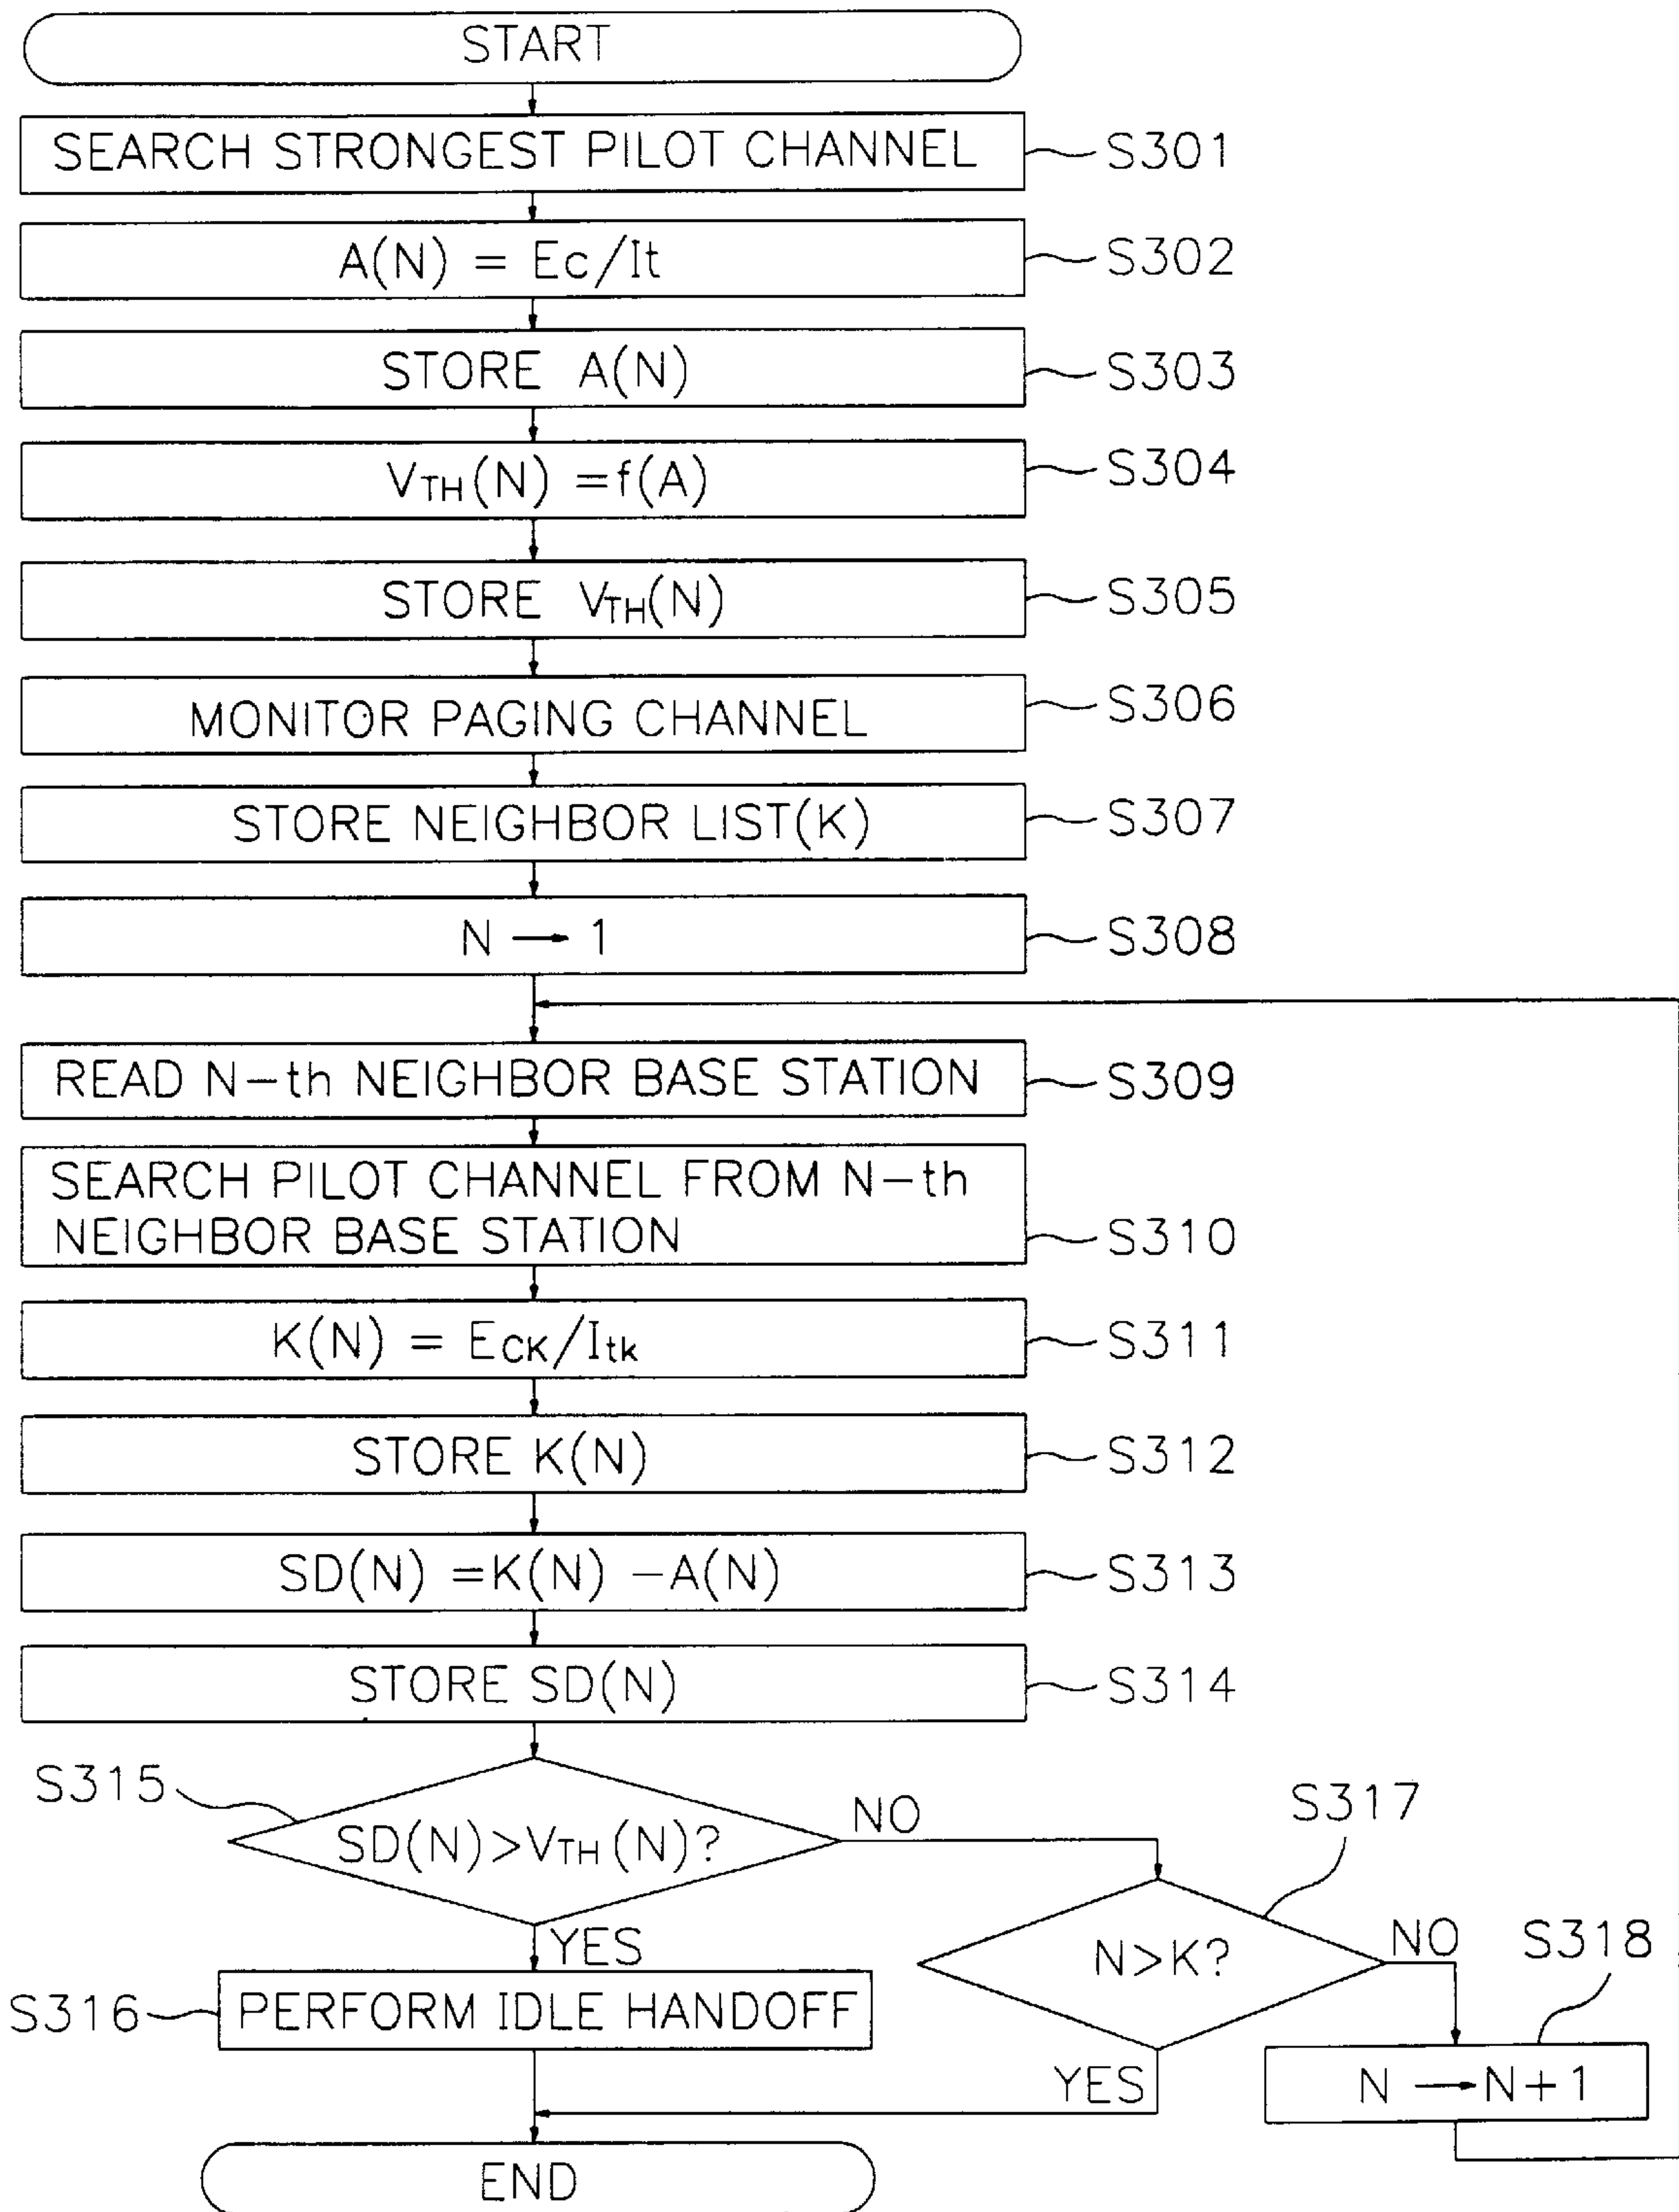 START
SEARCH STRONGEST PILOT CHANNEL
S301
A(N) = Ec/It
S302
STORE A(N)
S303
VTH(N) =f(A)
S304
STORE VTH(N)
S305
MONITOR PAGING CHANNEL
S306
STORE NEIGHBOR LIST(K)
S307
N → 1
S308
READ N-th NEIGHBOR BASE STATION
S309
SEARCH PILOT CHANNEL FROM N-th
NEIGHBOR BASE STATION
S310
K(N) = ECK/Itk
S311
STORE K(N)
S312
SD(N) =K(N) -A(N)
S313
STORE SD(N)
S314
S315
SD(N)>VTH(N)?
NO
S317
YES
N>K?
NO
S318
S316
PERFORM IDLE HANDOFF
YES
N → N+1
END